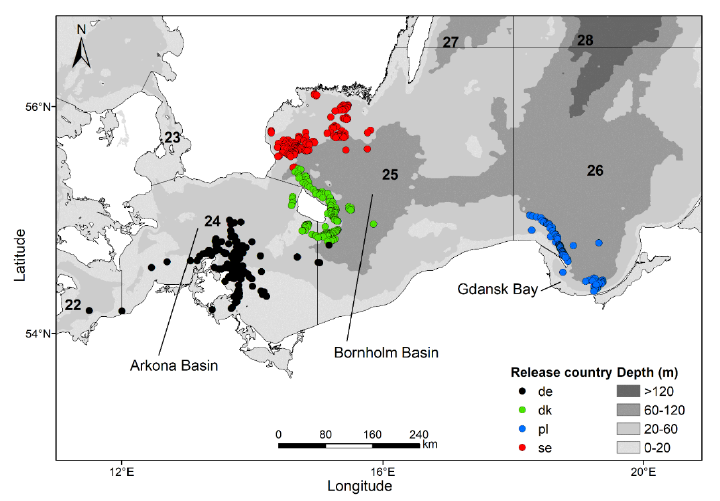 N
27
28
56°N
23
25
26
24
22
Gdansk Bay
54°N
Arkona Basin
Bornholm Basin
Release country
de
dk
pl
se
Depth (m)
>120
60-120
20-60
0-20
0 80 160 240
km
12°E
16°E
20°E
Longitude
Latitude